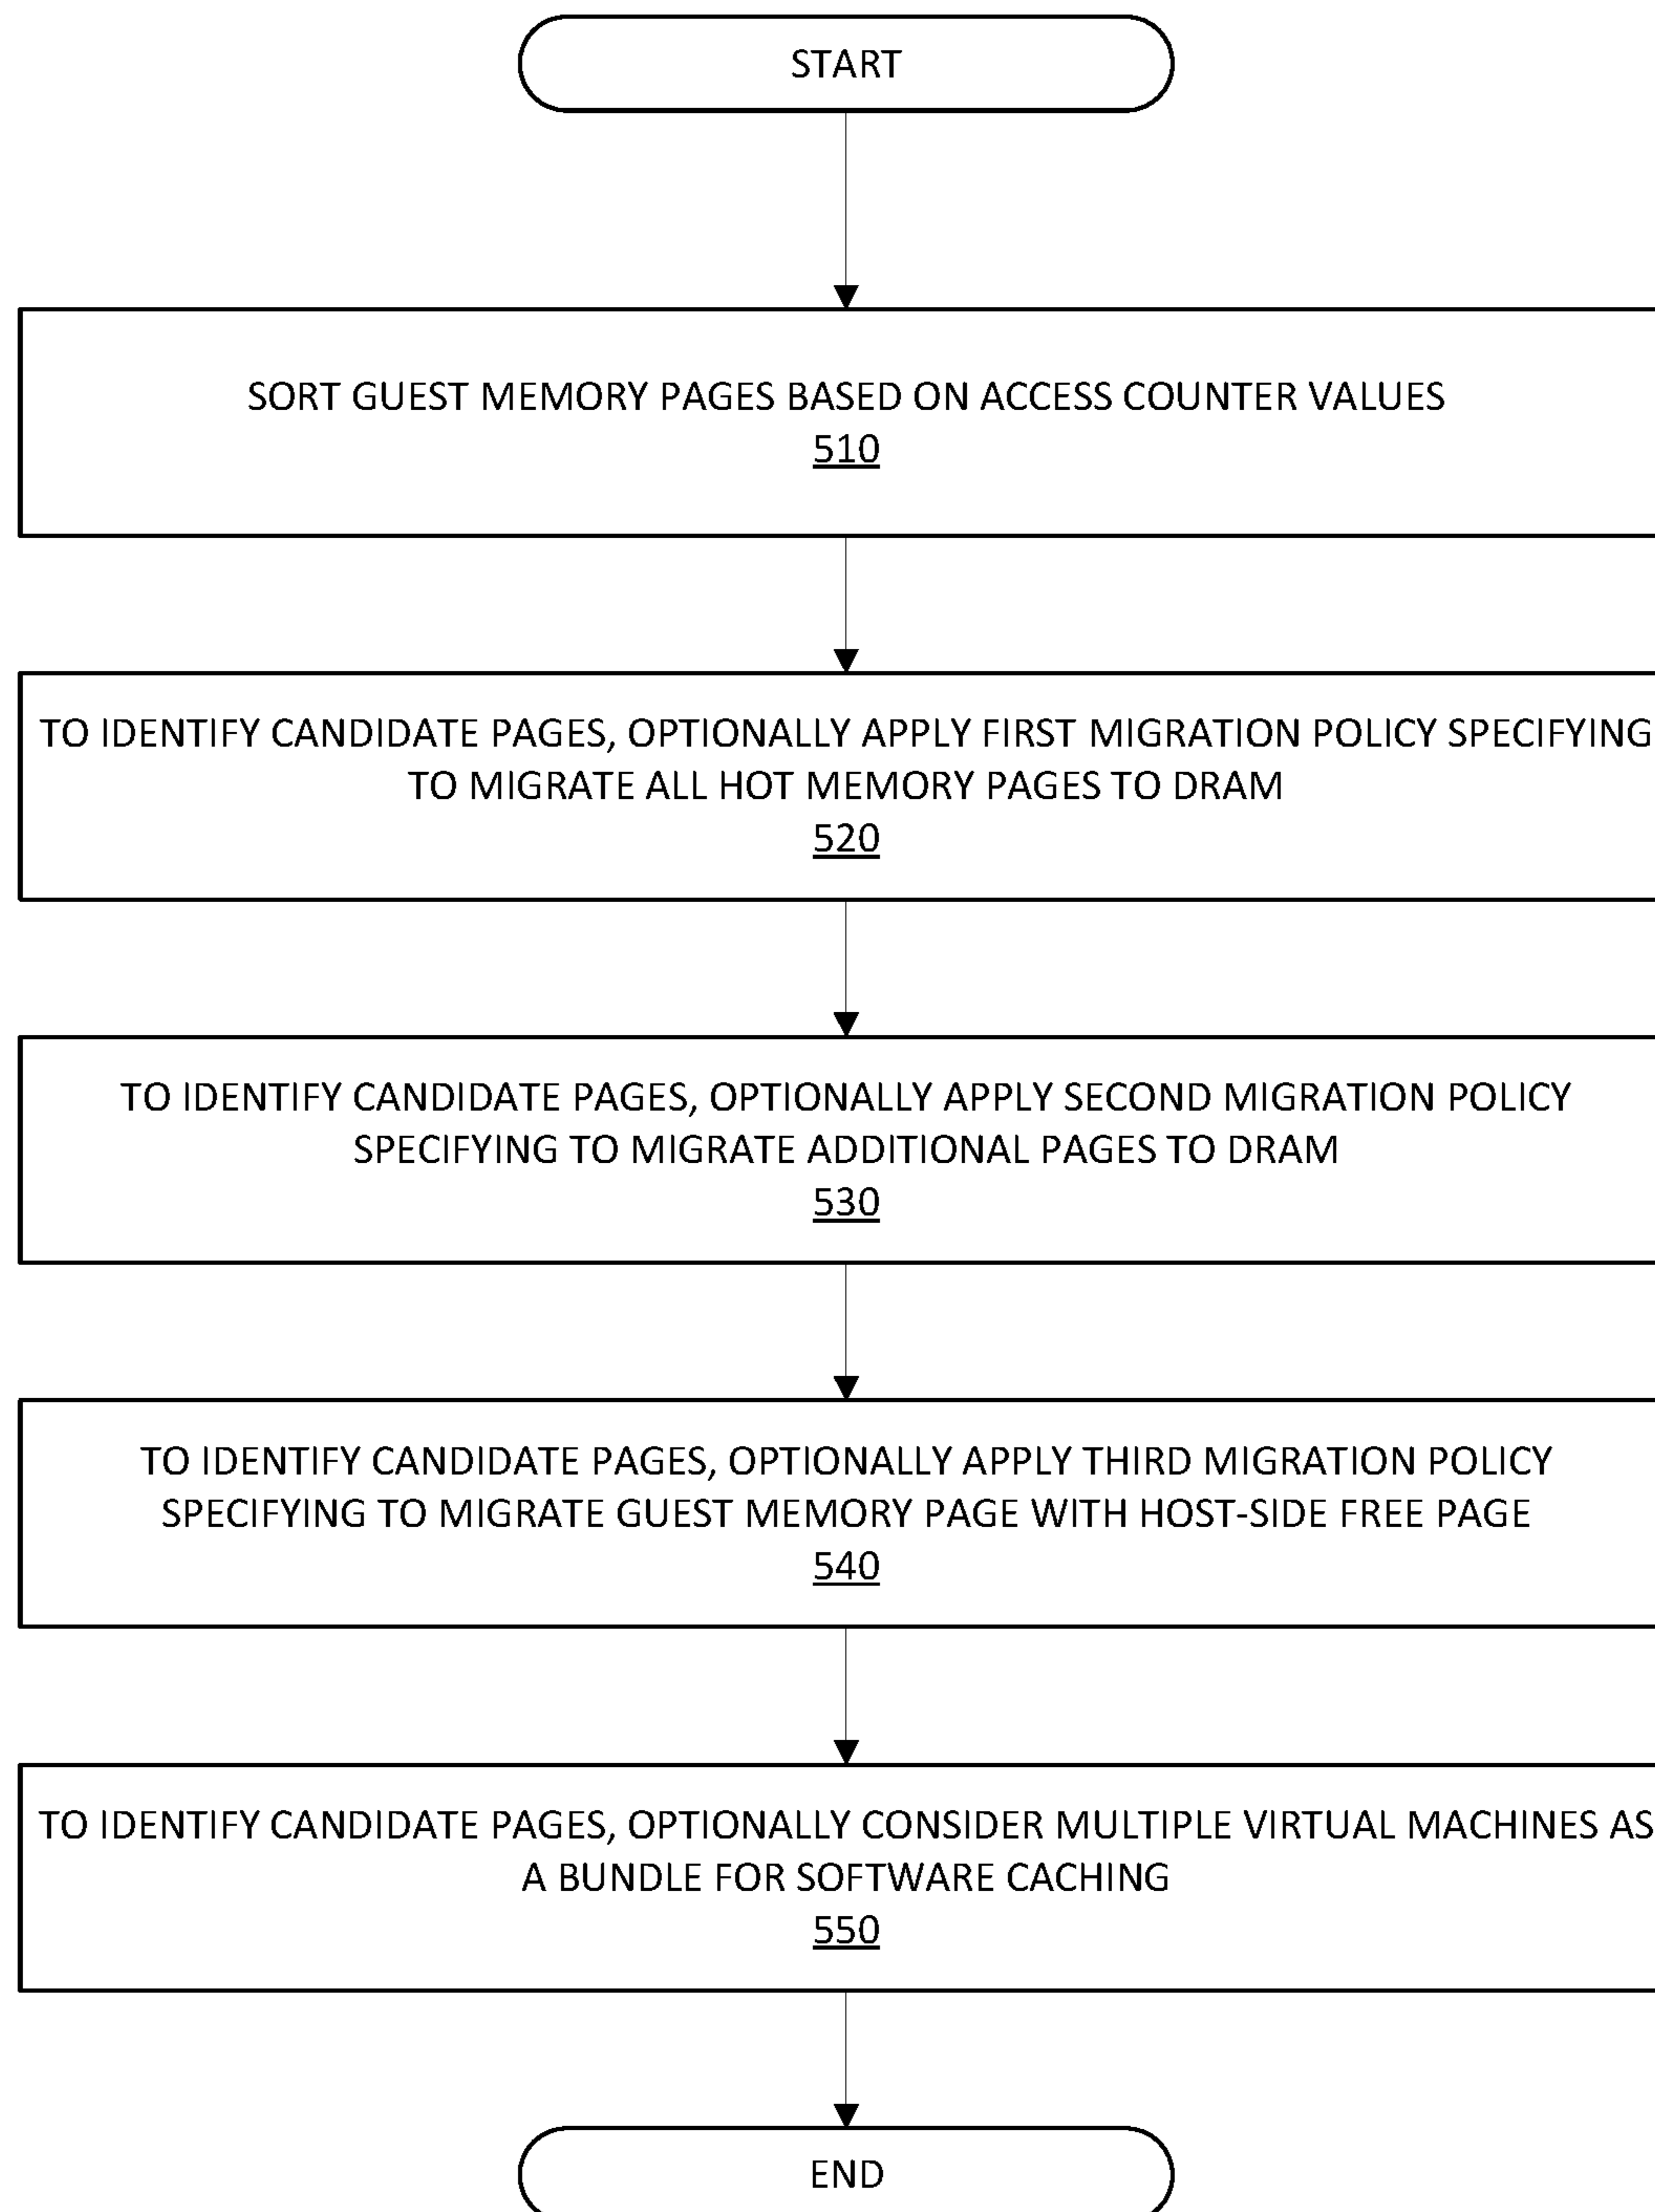 START
SORT GUEST MEMORY PAGES BASED ON ACCESS COUNTER VALUES
510
TO IDENTIFY CANDIDATE PAGES, OPTIONALLY APPLY FIRST MIGRATION POLICY SPECIFYING
TO MIGRATE ALL HOT MEMORY PAGES TO DRAM
520
TO IDENTIFY CANDIDATE PAGES, OPTIONALLY APPLY SECOND MIGRATION POLICY
SPECIFYING TO MIGRATE ADDITIONAL PAGES TO DRAM
530
TO IDENTIFY CANDIDATE PAGES, OPTIONALLY APPLY THIRD MIGRATION POLICY
SPECIFYING TO MIGRATE GUEST MEMORY PAGE WITH HOST-SIDE FREE PAGE
540
TO IDENTIFY CANDIDATE PAGES, OPTIONALLY CONSIDER MULTIPLE VIRTUAL MACHINES AS
A BUNDLE FOR SOFTWARE CACHING
550
END